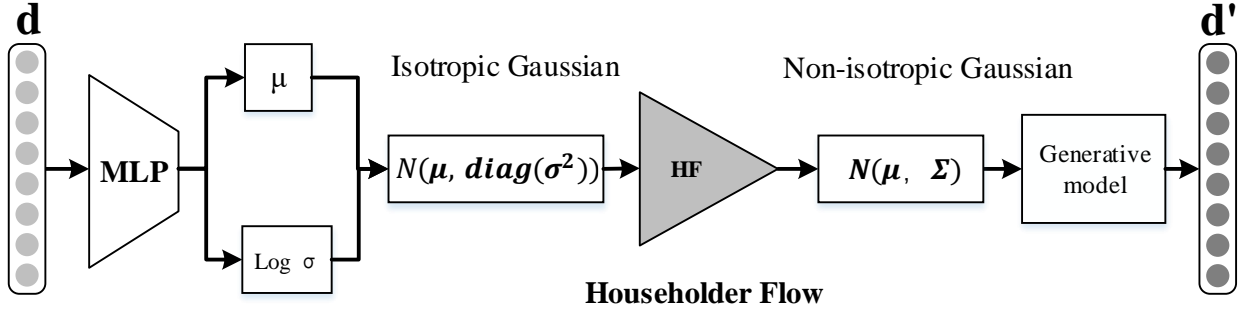 d
d'
μ
Isotropic Gaussian
Non-isotropic Gaussian
MLP
N(μ, diag(σ²))
HF
N(μ, Σ)
Generative
model
Log σ
Householder Flow